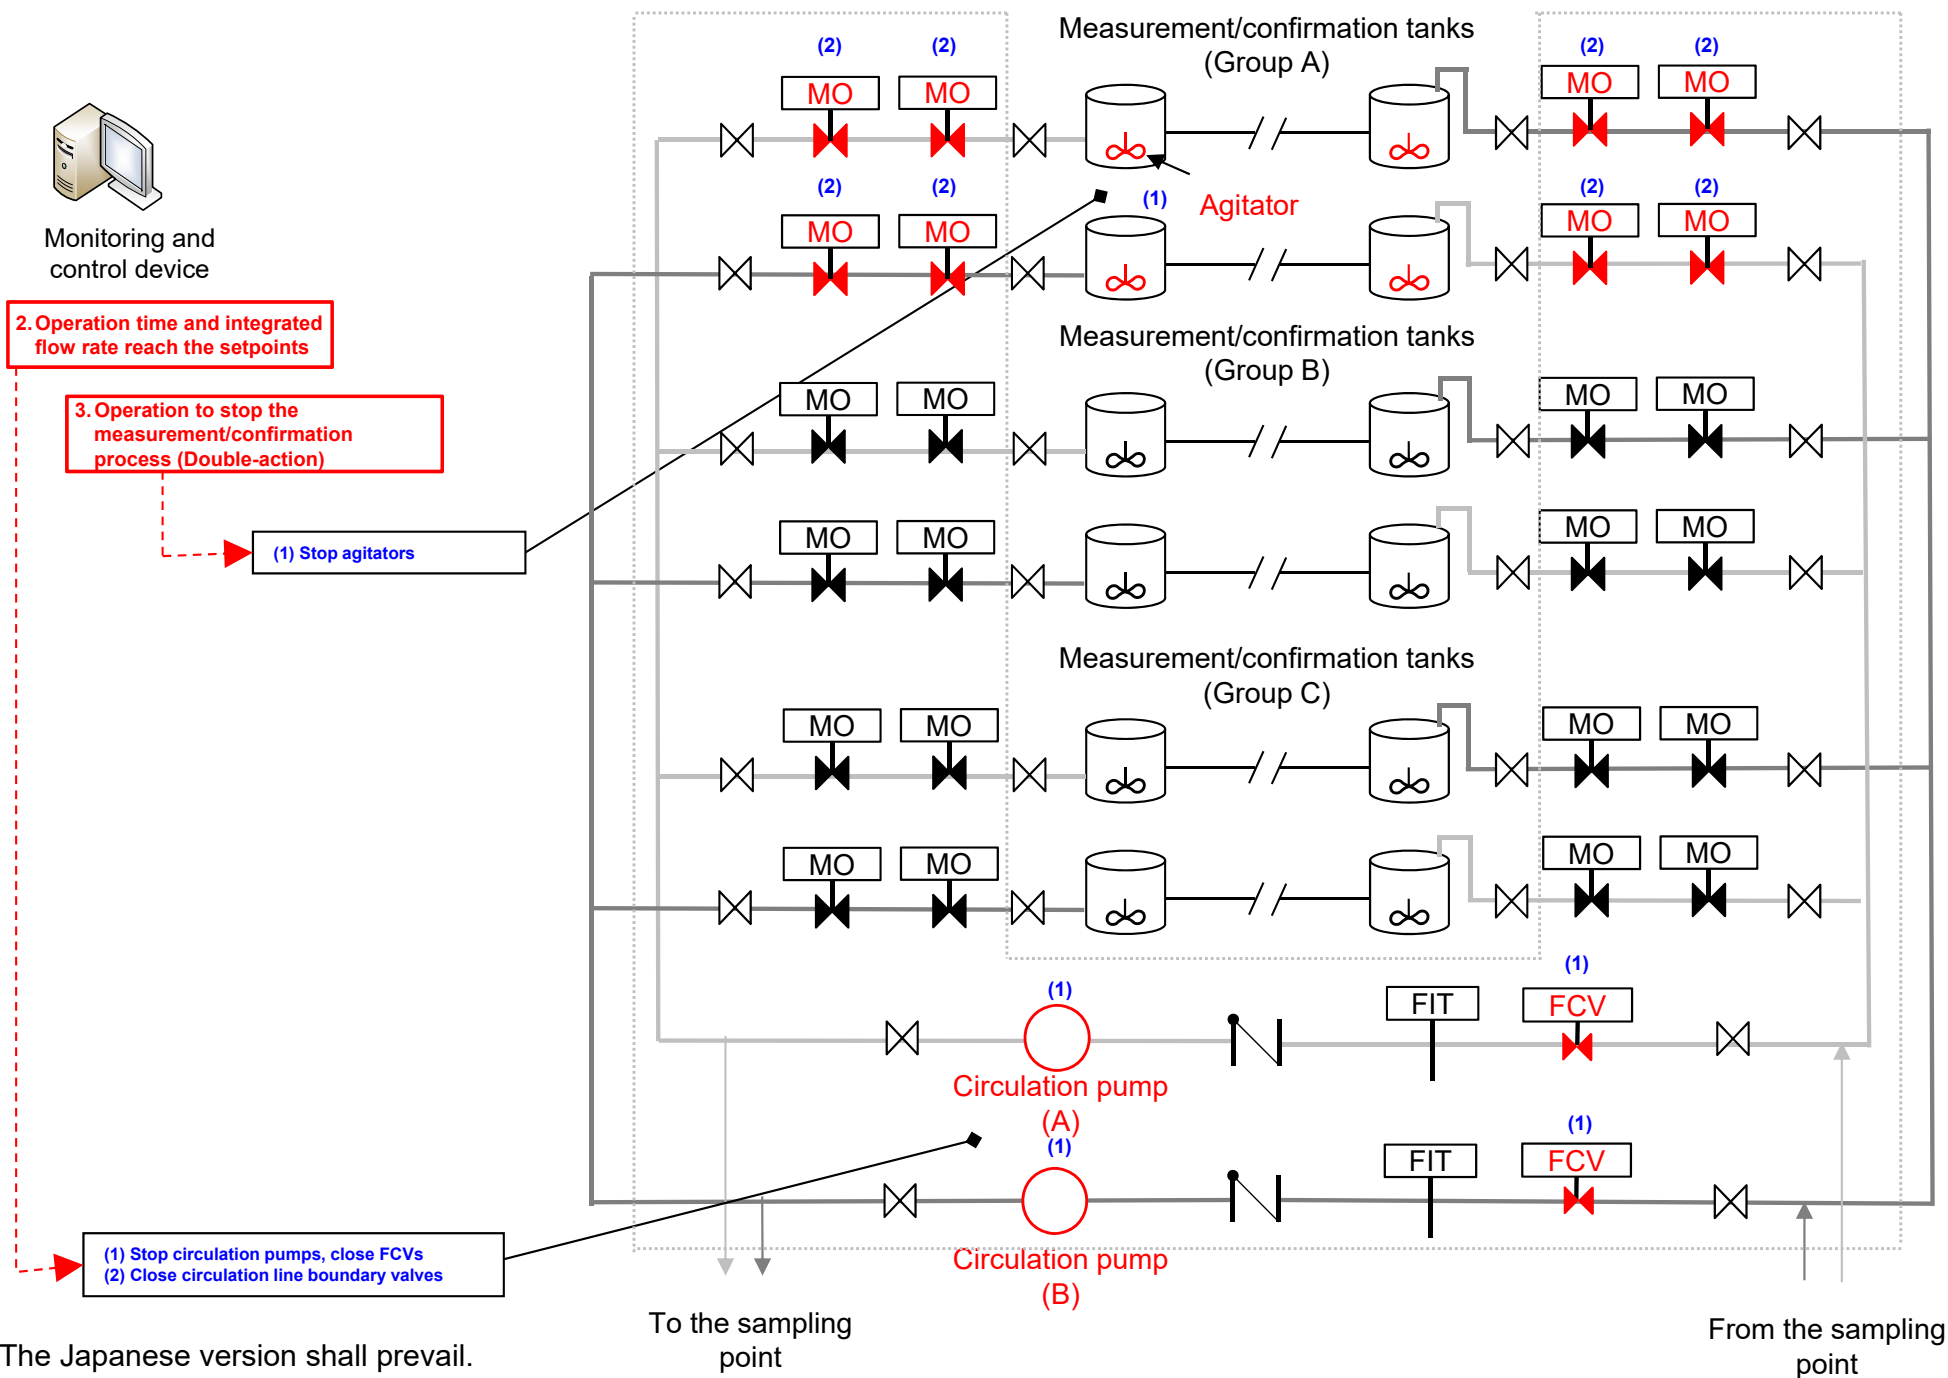 Measurement/confirmation tanks
(Group A)
(2) (2) (2) (2)
MO MO MO MO
(2) (2) (1) Agitator (2) (2)
MO MO MO MO
Monitoring and
control device
2. Operation time and integrated
flow rate reach the setpoints
Measurement/confirmation tanks
(Group B)
MO MO MO MO
3. Operation to stop the
measurement/confirmation
process (Double-action)
MO MO MO MO
(1) Stop agitators
Measurement/confirmation tanks
(Group C)
MO MO MO MO
MO MO MO MO
(1) (1)
FIT FCV
Circulation pump
(A)
(1) (1)
FIT FCV
(1) Stop circulation pumps, close FCVs
(2) Close circulation line boundary valves
Circulation pump
(B)
To the sampling
point
From the sampling
point
The Japanese version shall prevail.